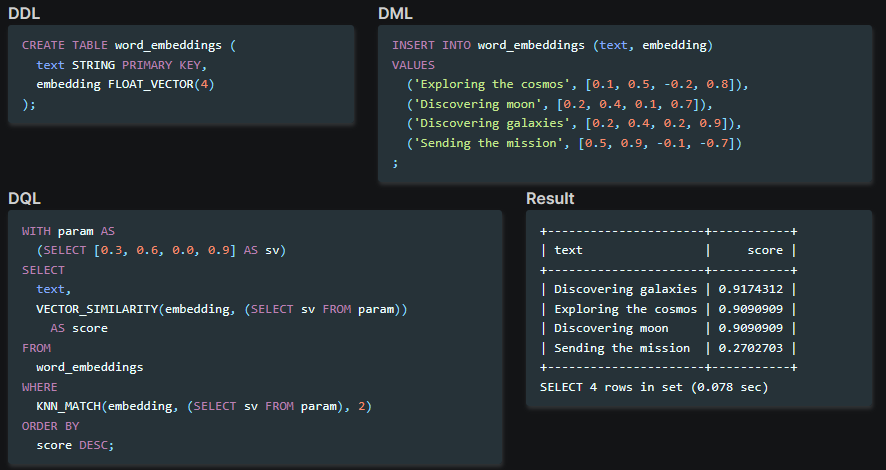 DDL
CREATE TABLE word_embeddings (
  text STRING PRIMARY KEY,
  embedding FLOAT_VECTOR(4)
);
DML
INSERT INTO word_embeddings (text, embedding)
VALUES
  ('Exploring the cosmos', [0.1, 0.5, -0.2, 0.8]),
  ('Discovering moon', [0.2, 0.4, 0.1, 0.7]),
  ('Discovering galaxies', [0.2, 0.4, 0.2, 0.9]),
  ('Sending the mission', [0.5, 0.9, -0.1, -0.7])
;
DQL
WITH param AS
  (SELECT [0.3, 0.6, 0.0, 0.9] AS sv)
SELECT
  text,
  VECTOR_SIMILARITY(embedding, (SELECT sv FROM param))
    AS score
FROM
  word_embeddings
WHERE
  KNN_MATCH(embedding, (SELECT sv FROM param), 2)
ORDER BY
  score DESC;
Result
+----------------------+-----------+
| text                 |     score |
+----------------------+-----------+
| Discovering galaxies | 0.9174312 |
| Exploring the cosmos | 0.9090909 |
| Discovering moon     | 0.9090909 |
| Sending the mission  | 0.2702703 |
+----------------------+-----------+
SELECT 4 rows in set (0.078 sec)